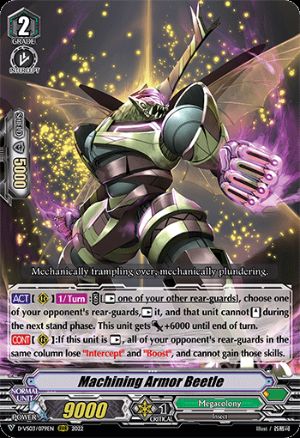 2
GRADE
INTERCEPT
SHIELD
5000
Mechanically trampling over, mechanically plundering.
ACT 1/Turn : [ one of your other rear-guards], choose one
of your opponent's rear-guards, it, and that unit cannot during
the next stand phase. This unit gets +6000 until end of turn.
CONT : If this unit is , all of your opponent's rear-guards in the
same column lose "Intercept" and "Boost", and cannot gain those skills.
NORMAL
UNIT
Machining Armor Beetle
POWER
9000
1
CRITICAL
Megacolony
Insect
D-VS03/079EN
2022